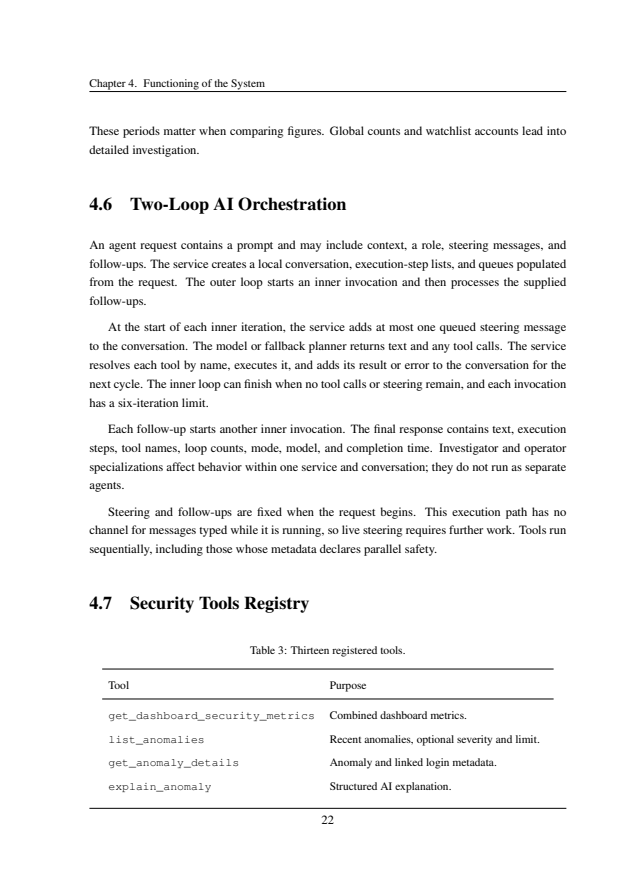 Chapter 4. Functioning of the System
These periods matter when comparing figures. Global counts and watchlist accounts lead into
detailed investigation.
4.6 Two-Loop AI Orchestration
An agent request contains a prompt and may include context, a role, steering messages, and
follow-ups. The service creates a local conversation, execution-step lists, and queues populated
from the request. The outer loop starts an inner invocation and then processes the supplied
follow-ups.
At the start of each inner iteration, the service adds at most one queued steering message
to the conversation. The model or fallback planner returns text and any tool calls. The service
resolves each tool by name, executes it, and adds its result or error to the conversation for the
next cycle. The inner loop can finish when no tool calls or steering remain, and each invocation
has a six-iteration limit.
Each follow-up starts another inner invocation. The final response contains text, execution
steps, tool names, loop counts, mode, model, and completion time. Investigator and operator
specializations affect behavior within one service and conversation; they do not run as separate
agents.
Steering and follow-ups are fixed when the request begins. This execution path has no
channel for messages typed while it is running, so live steering requires further work. Tools run
sequentially, including those whose metadata declares parallel safety.
4.7 Security Tools Registry
Table 3: Thirteen registered tools.
Tool Purpose
get_dashboard_security_metrics Combined dashboard metrics.
list_anomalies Recent anomalies, optional severity and limit.
get_anomaly_details Anomaly and linked login metadata.
explain_anomaly Structured AI explanation.
22